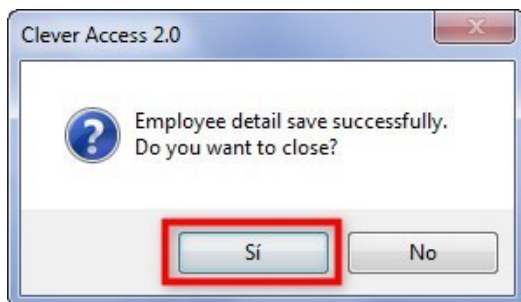 Clever Access 2.0
Employee detail save successfully.
Do you want to close?
Sí
No